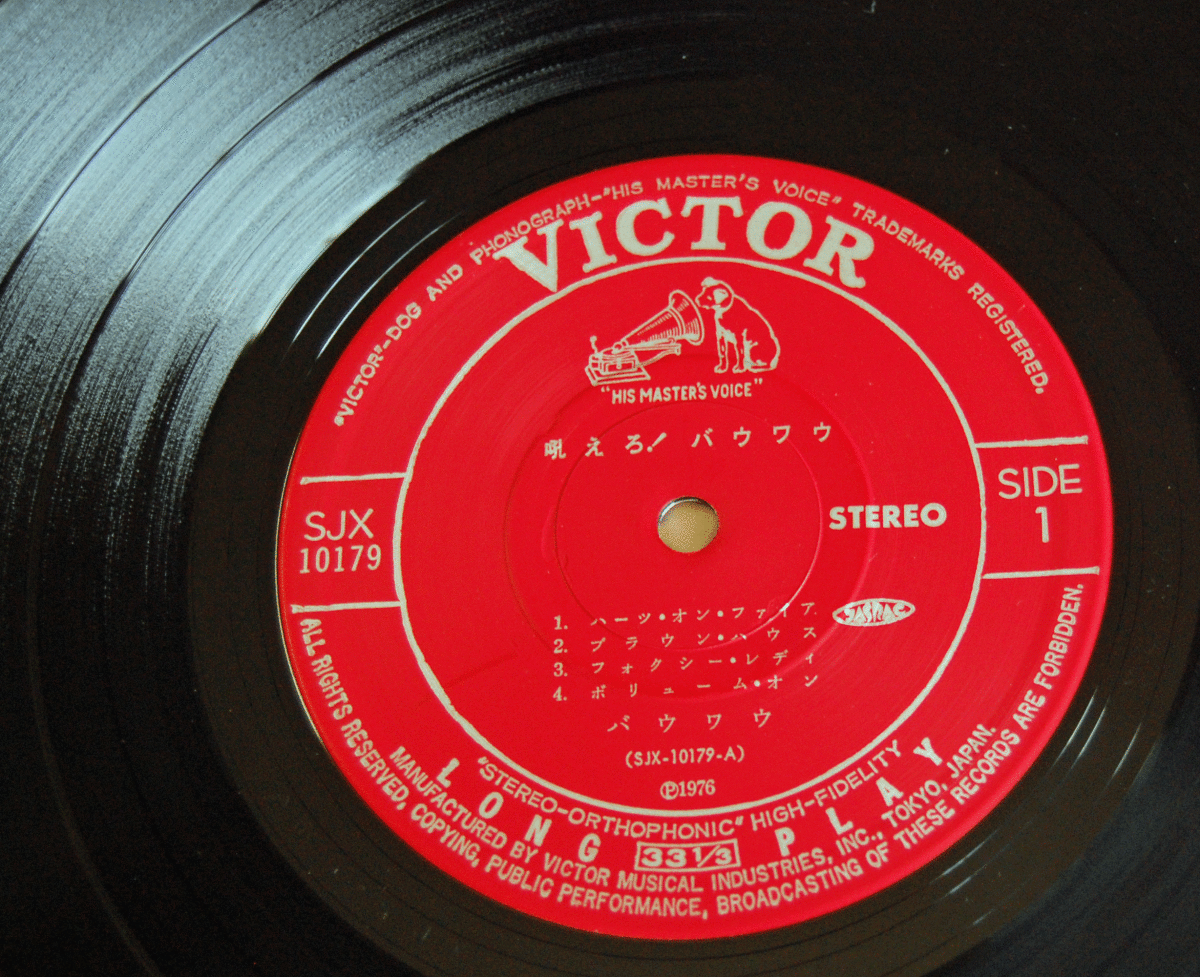 "VICTOR"-DOG AND PHONOGRAPH-"HIS MASTER'S VOICE" TRADEMARKS REGISTERED.
VICTOR
"HIS MASTER'S VOICE"
吼えろ! バウワウ
SJX
10179
STEREO
SIDE
1
1. ハーツ・オン・ファイア
JASRAC
2. ブラウン・ハウス
3. フォクシー・レディ
4. ボリューム・オン
バウワウ
(SJX-10179-A)
Ⓟ1976
"STEREO-ORTHOPHONIC" HIGH-FIDELITY
LONG 33 1/3 PLAY
MANUFACTURED BY VICTOR MUSICAL INDUSTRIES, INC., TOKYO, JAPAN.
ALL RIGHTS RESERVED, COPYING, PUBLIC PERFORMANCE, BROADCASTING OF THESE RECORDS ARE FORBIDDEN.